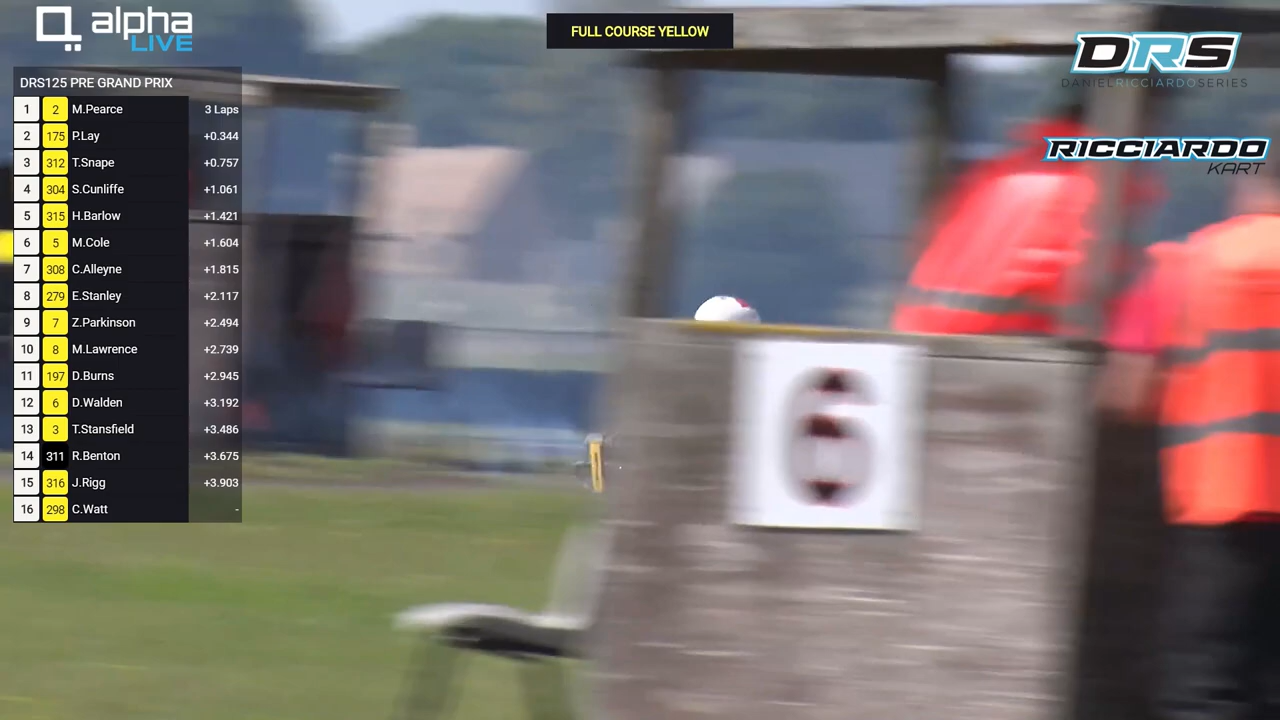 alpha
LIVE
FULL COURSE YELLOW
DRS
DANIELRICCIARDOSERIES
RICCIARDO
KART
DRS125 PRE GRAND PRIX
1 2 M.Pearce 3 Laps
2 175 P.Lay +0.344
3 312 T.Snape +0.757
4 304 S.Cunliffe +1.061
5 315 H.Barlow +1.421
6 5 M.Cole +1.604
7 308 C.Alleyne +1.815
8 279 E.Stanley +2.117
9 7 Z.Parkinson +2.494
10 8 M.Lawrence +2.739
11 197 D.Burns +2.945
12 6 D.Walden +3.192
13 3 T.Stansfield +3.486
14 311 R.Benton +3.675
15 316 J.Rigg +3.903
16 298 C.Watt -
6